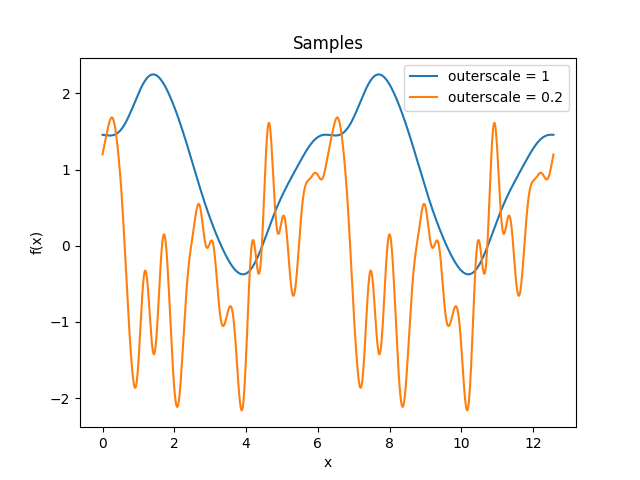 Samples
outerscale = 1
outerscale = 0.2
f(x)
2
1
0
−1
−2
0 2 4 6 8 10 12
x